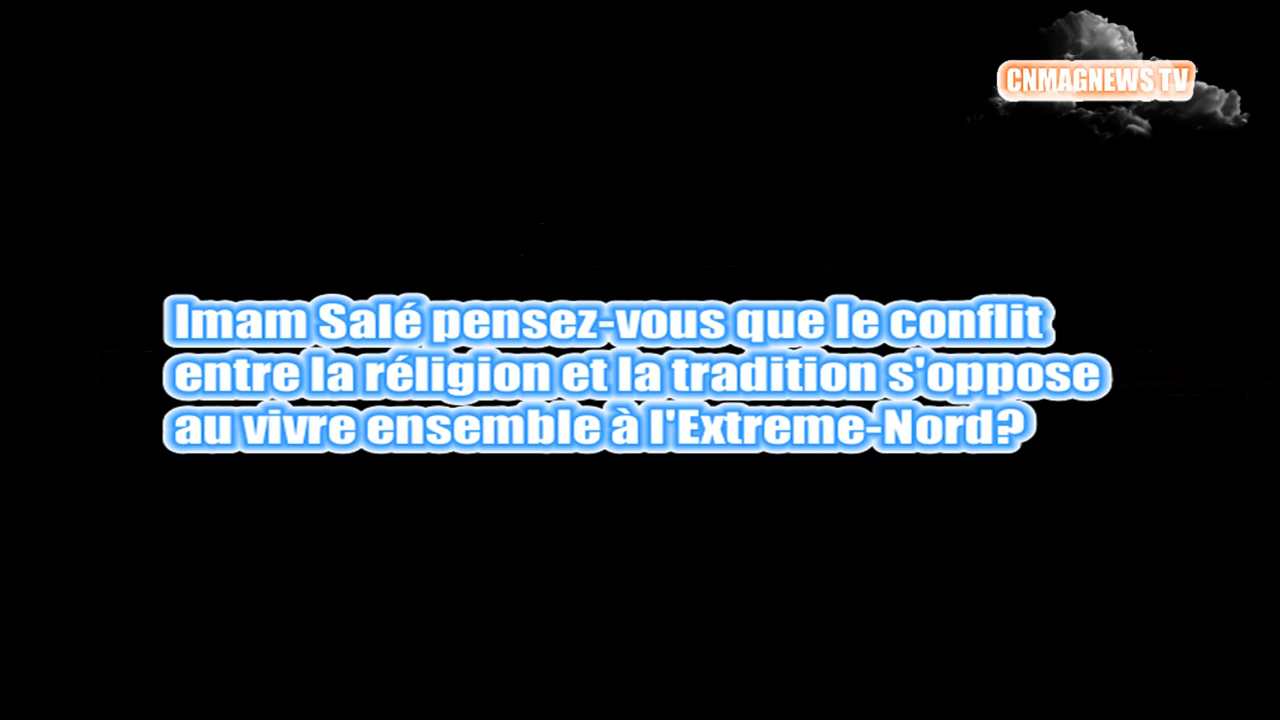 CNMAGNEWS TV
Imam Salé pensez-vous que le conflit
entre la réligion et la tradition s'oppose
au vivre ensemble à l'Extreme-Nord?